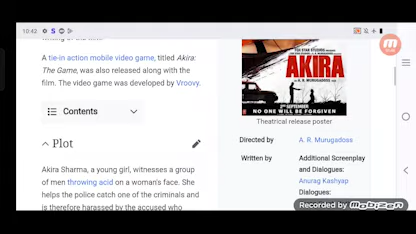 10:42
A tie-in action mobile video game, titled Akira:
The Game, was also released along with the
film. The video game was developed by Vroovy.
Contents
Plot
Akira Sharma, a young girl, witnesses a group
of men throwing acid on a woman's face. She
helps the police catch one of the criminals and
is therefore harassed by the accused who
FOX STAR STUDIOS
AKIRA
A.R. MURUGADOSS
2ND SEPTEMBER
NO ONE WILL BE FORGIVEN
Theatrical release poster
Directed by
A. R. Murugadoss
Written by
Additional Screenplay
and Dialogues:
Anurag Kashyap
Dialogues:
Recorded by Mobizen